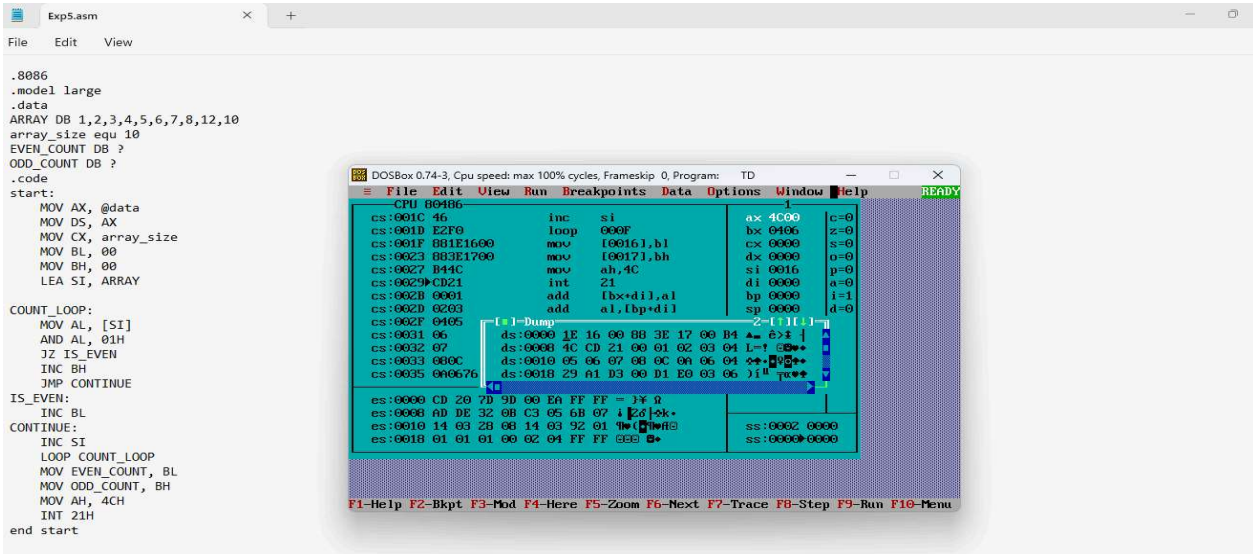 Exp5.asm
File Edit View
.8086
.model large
.data
ARRAY DB 1,2,3,4,5,6,7,8,12,10
array_size equ 10
EVEN_COUNT DB ?
ODD_COUNT DB ?
.code
start:
MOV AX, @data
MOV DS, AX
MOV CX, array_size
MOV BL, 00
MOV BH, 00
LEA SI, ARRAY
COUNT_LOOP:
MOV AL, [SI]
AND AL, 01H
JZ IS_EVEN
INC BH
JMP CONTINUE
IS_EVEN:
INC BL
CONTINUE:
INC SI
LOOP COUNT_LOOP
MOV EVEN_COUNT, BL
MOV ODD_COUNT, BH
MOV AH, 4CH
INT 21H
end start
DOSBox 0.74-3, Cpu speed: max 100% cycles, Frameskip 0, Program: TD
≡ File Edit View Run Breakpoints Data Options Window Help READY
CPU 80486 1
cs:001C 46 inc si ax 4C00 c=0
cs:001D E2F0 loop 000F bx 0406 z=0
cs:001F 881E1600 mov [0016],bl cx 0000 s=0
cs:0023 883E1700 mov [0017],bh dx 0000 o=0
cs:0027 B44C mov ah,4C si 0016 p=0
cs:0029►CD21 int 21 di 0000 a=0
cs:002B 0001 add [bx+di],al bp 0000 i=1
cs:002D 0203 add al,[bp+di] sp 0000 d=0
cs:002F 0405 [■]=Dump 2=[↑][↓]
cs:0031 06 ds:0000 1E 16 00 88 3E 17 00 B4
cs:0032 07 ds:0008 4C CD 21 00 01 02 03 04
cs:0033 080C ds:0010 05 06 07 08 0C 0A 06 04
cs:0035 0A0676 ds:0018 29 A1 D3 00 D1 E0 03 06
es:0000 CD 20 7D 9D 00 EA FF FF
es:0008 AD DE 32 0B C3 05 6B 07
es:0010 14 03 28 08 14 03 92 01 ss:0002 0000
es:0018 01 01 01 00 02 04 FF FF ss:0000►0000
F1-Help F2-Bkpt F3-Mod F4-Here F5-Zoom F6-Next F7-Trace F8-Step F9-Run F10-Menu